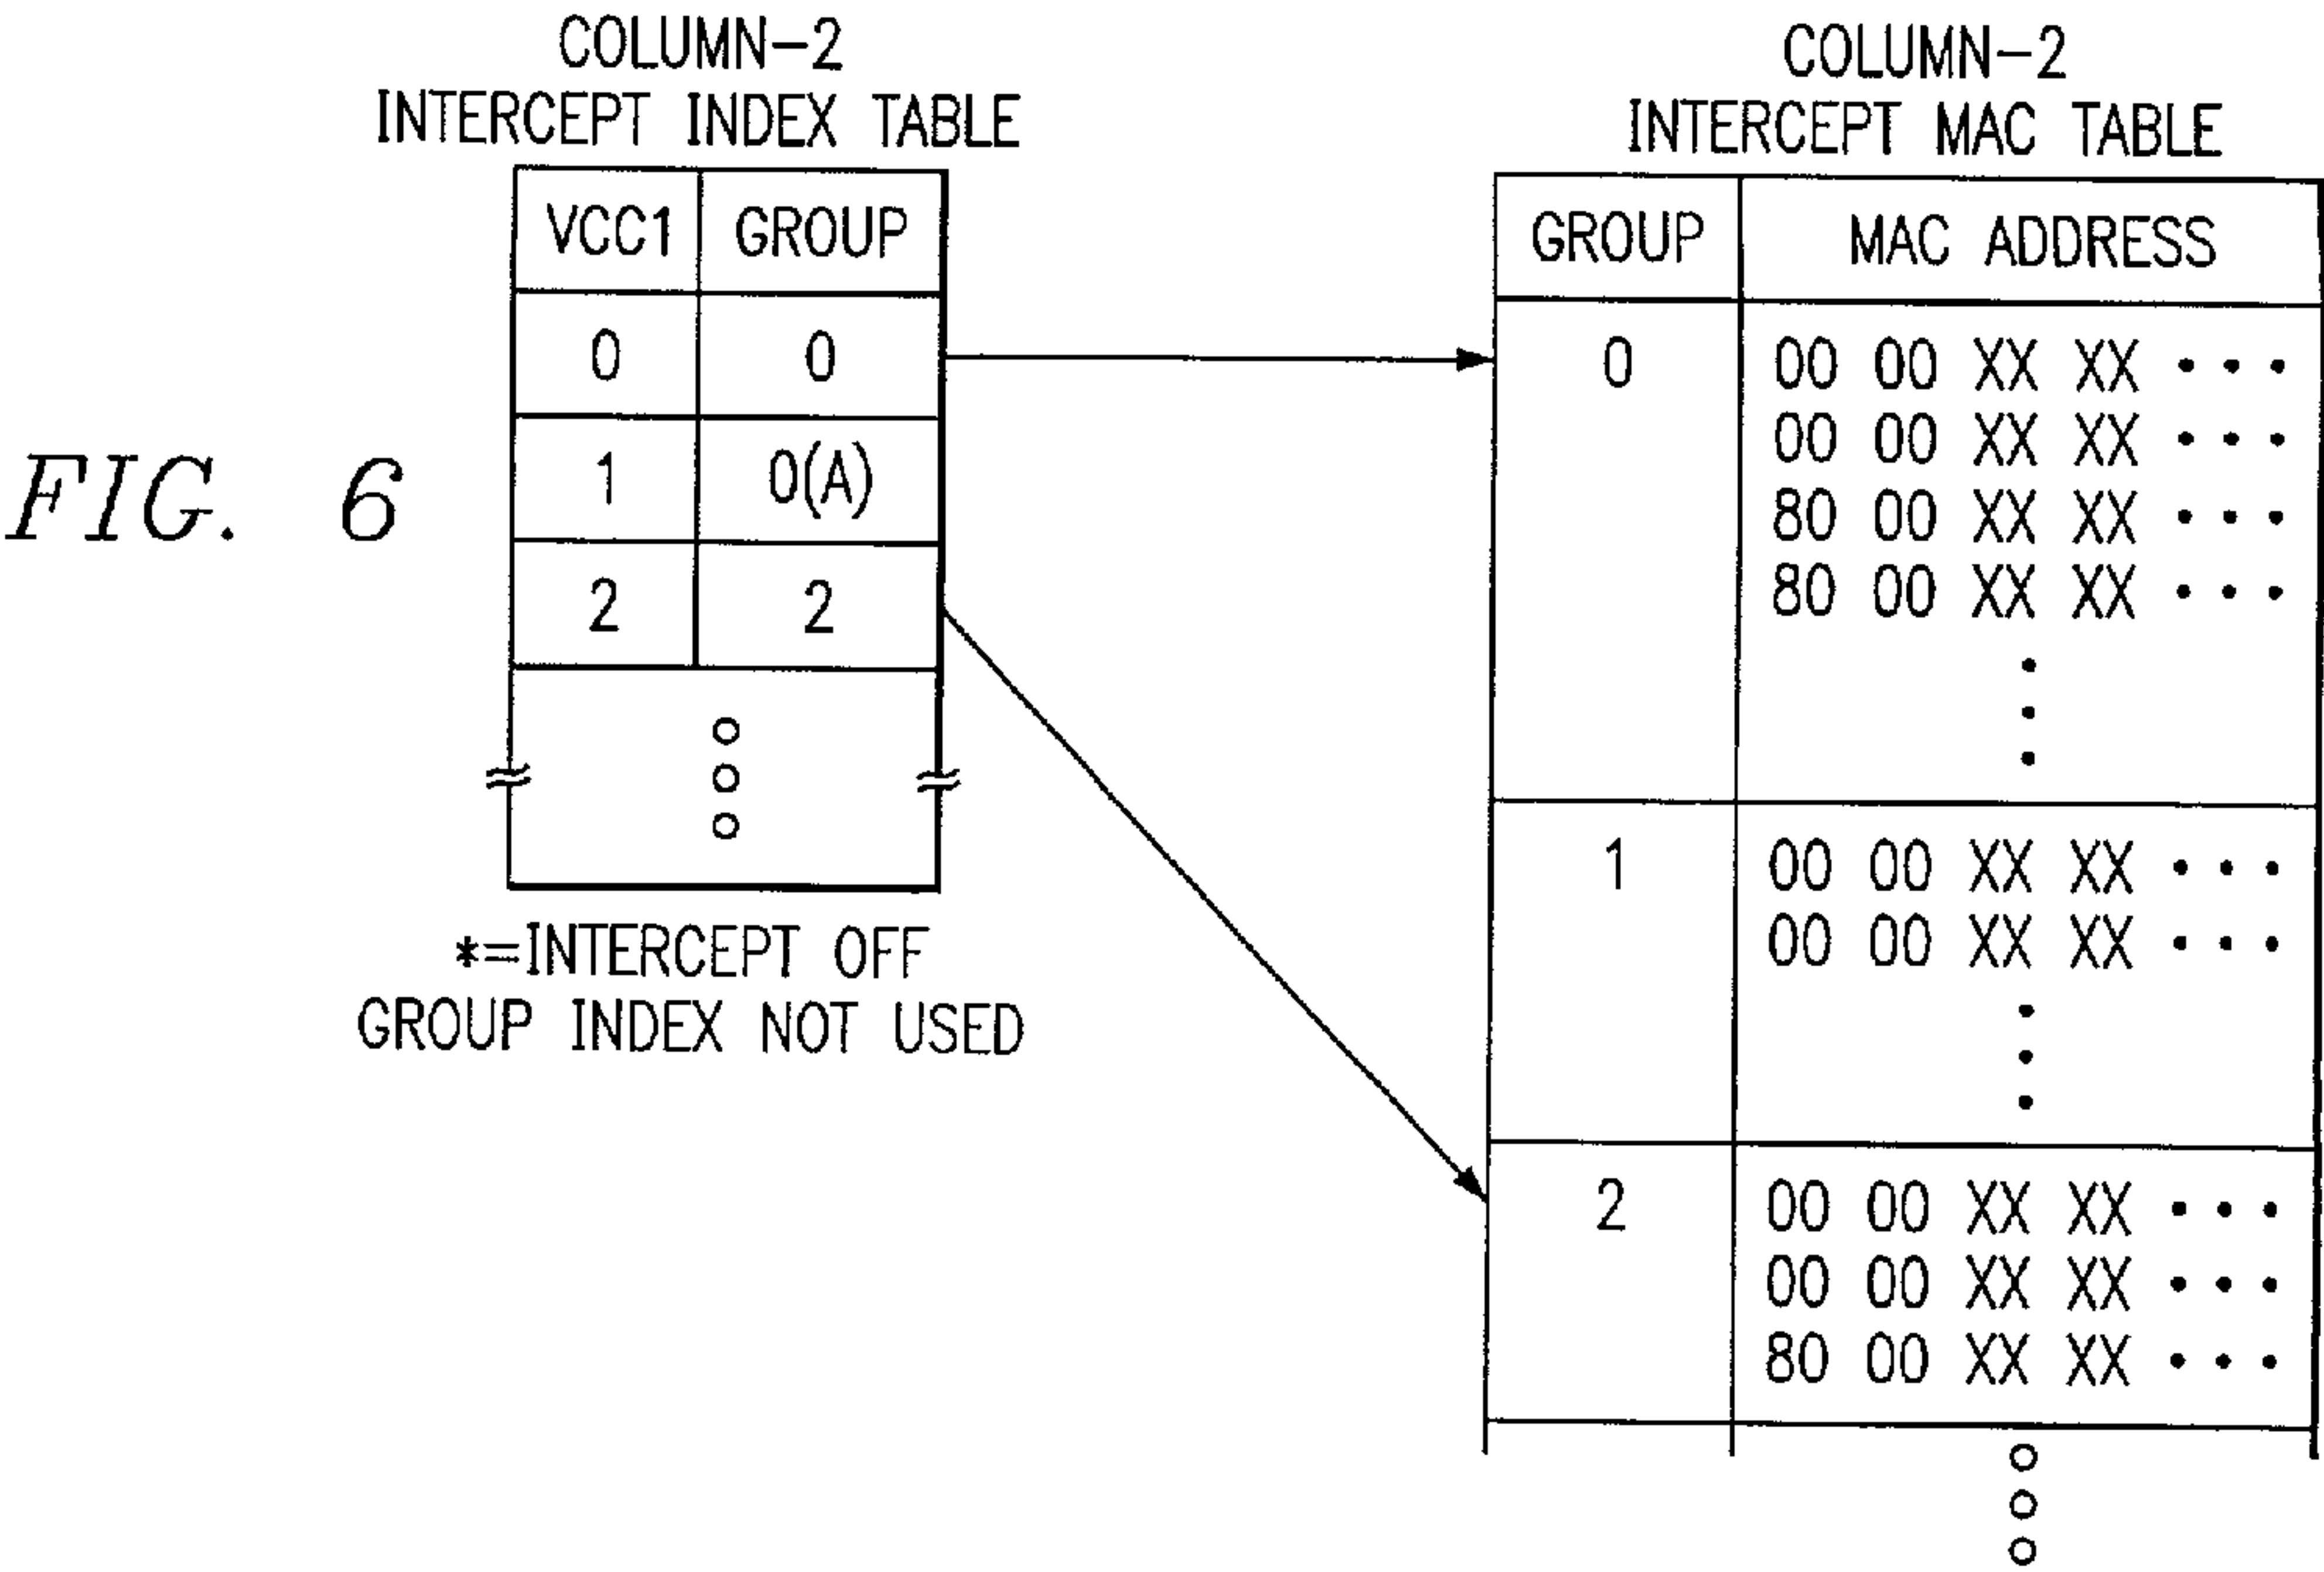 COLUMN-2
INTERCEPT INDEX TABLE
VCC1 GROUP
0 0
1 0(A)
2 2
*=INTERCEPT OFF
GROUP INDEX NOT USED
FIG. 6
COLUMN-2
INTERCEPT MAC TABLE
GROUP MAC ADDRESS
0 00 00 XX XX • • •
00 00 XX XX • • •
80 00 XX XX • • •
80 00 XX XX • • •
1 00 00 XX XX • • •
00 00 XX XX • • •
2 00 00 XX XX • • •
00 00 XX XX • • •
80 00 XX XX • • •